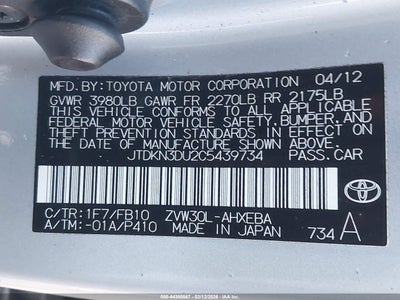 MFD.BY:TOYOTA MOTOR CORPORATION 04/12
GVWR 3980LB GAWR FR 2270LB RR 2175LB
THIS VEHICLE CONFORMS TO ALL APPLICABLE
FEDERAL MOTOR VEHICLE SAFETY, BUMPER, AND
THEFT PREVENTION STANDARDS IN EFFECT ON
THE DATE OF MANUFACTURE SHOWN ABOVE.
JTDKN3DU2C5439734 PASS.CAR
C/TR:1F7/FB10 ZVW30L-AHXEBA
A/TM:-01A/P410 MADE IN JAPAN 734 A
TOYOTA